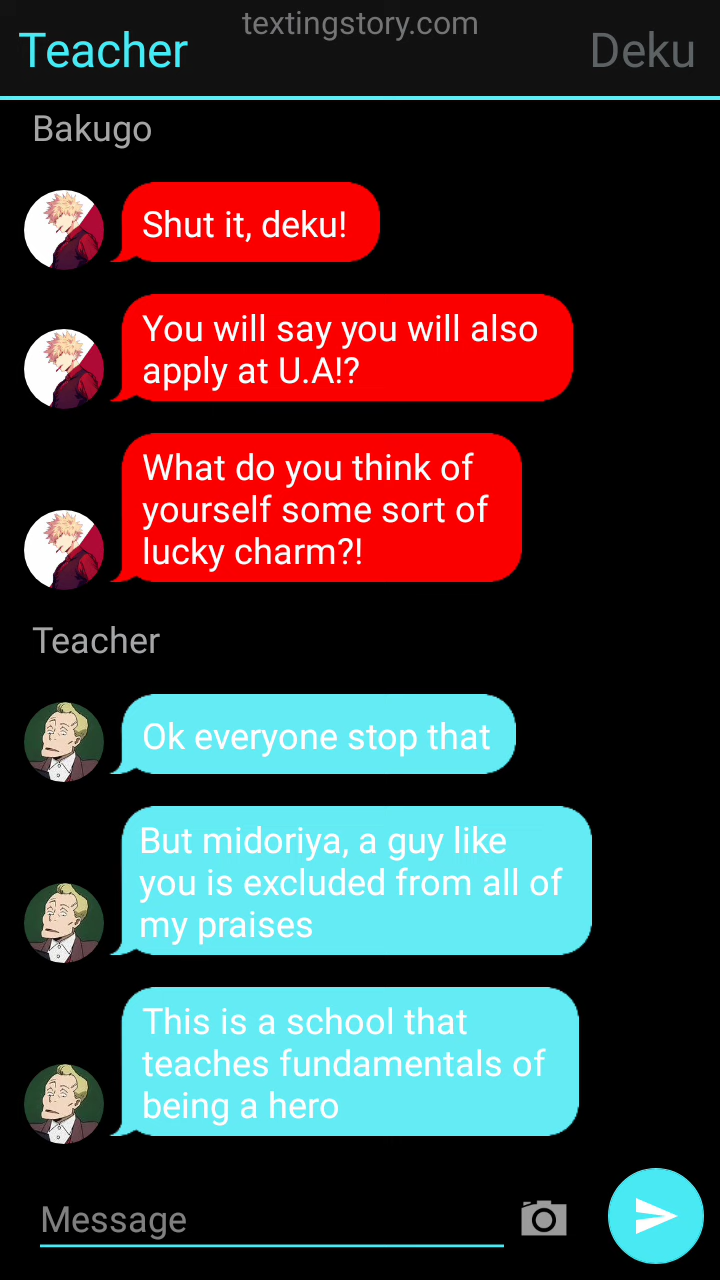 textingstory.com
Teacher
Deku
Bakugo
Shut it, deku!
You will say you will also
apply at U.A!?
What do you think of
yourself some sort of
lucky charm?!
Teacher
Ok everyone stop that
But midoriya, a guy like
you is excluded from all of
my praises
This is a school that
teaches fundamentals of
being a hero
Message